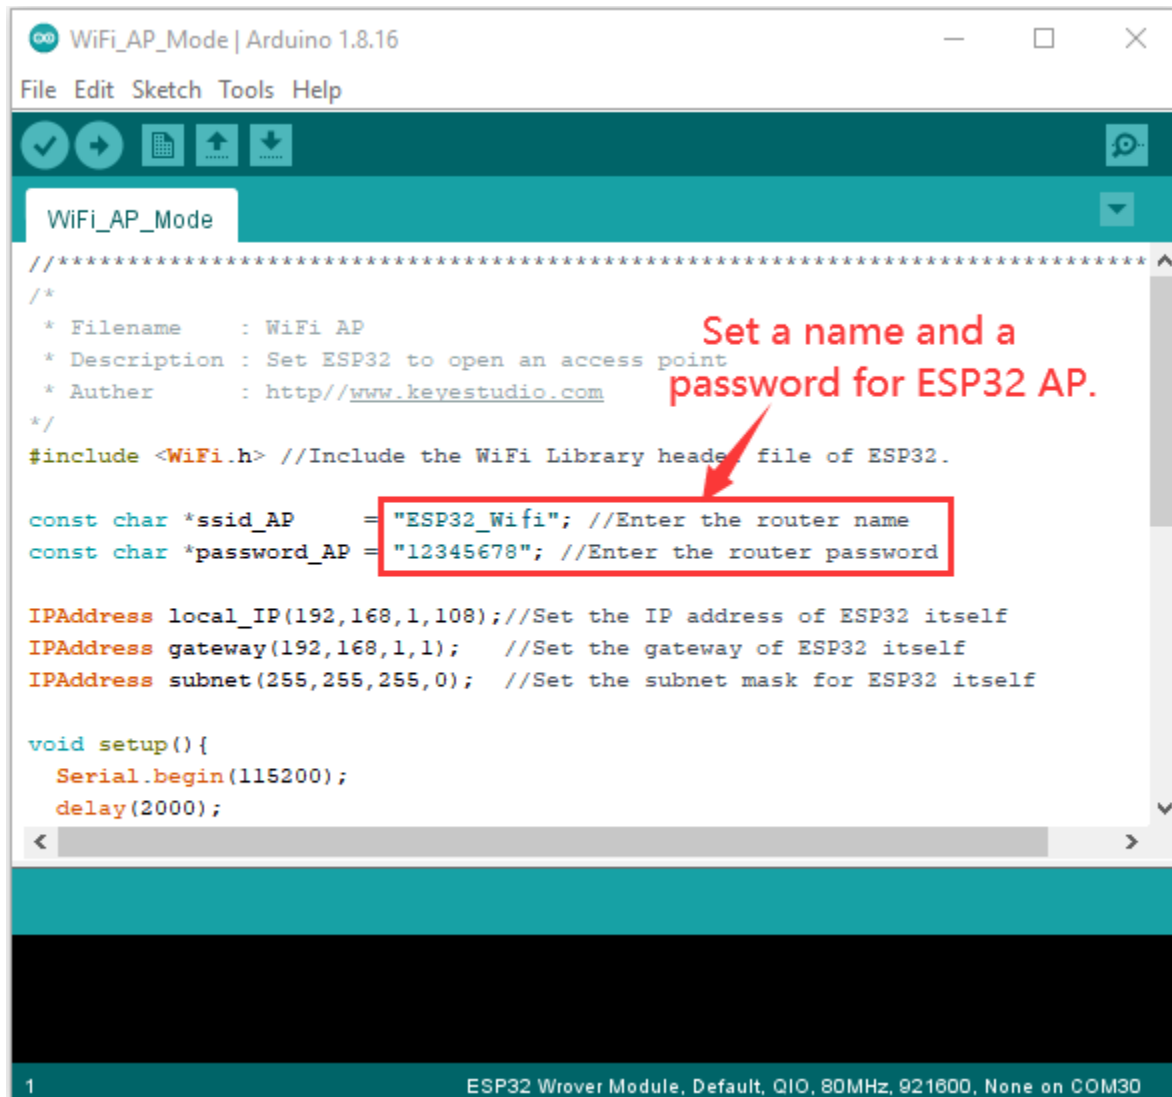 WiFi_AP_Mode | Arduino 1.8.16
File Edit Sketch Tools Help
WiFi_AP_Mode
//*******************************************************************************
/*
 * Filename    : WiFi AP
 * Description : Set ESP32 to open an access point
 * Auther      : http//www.keyestudio.com
*/
Set a name and a
password for ESP32 AP.
#include <WiFi.h> //Include the WiFi Library header file of ESP32.
const char *ssid_AP     = "ESP32_Wifi"; //Enter the router name
const char *password_AP = "12345678"; //Enter the router password
IPAddress local_IP(192,168,1,108);//Set the IP address of ESP32 itself
IPAddress gateway(192,168,1,1);   //Set the gateway of ESP32 itself
IPAddress subnet(255,255,255,0);  //Set the subnet mask for ESP32 itself
void setup(){
  Serial.begin(115200);
  delay(2000);
1
ESP32 Wrover Module, Default, QIO, 80MHz, 921600, None on COM30